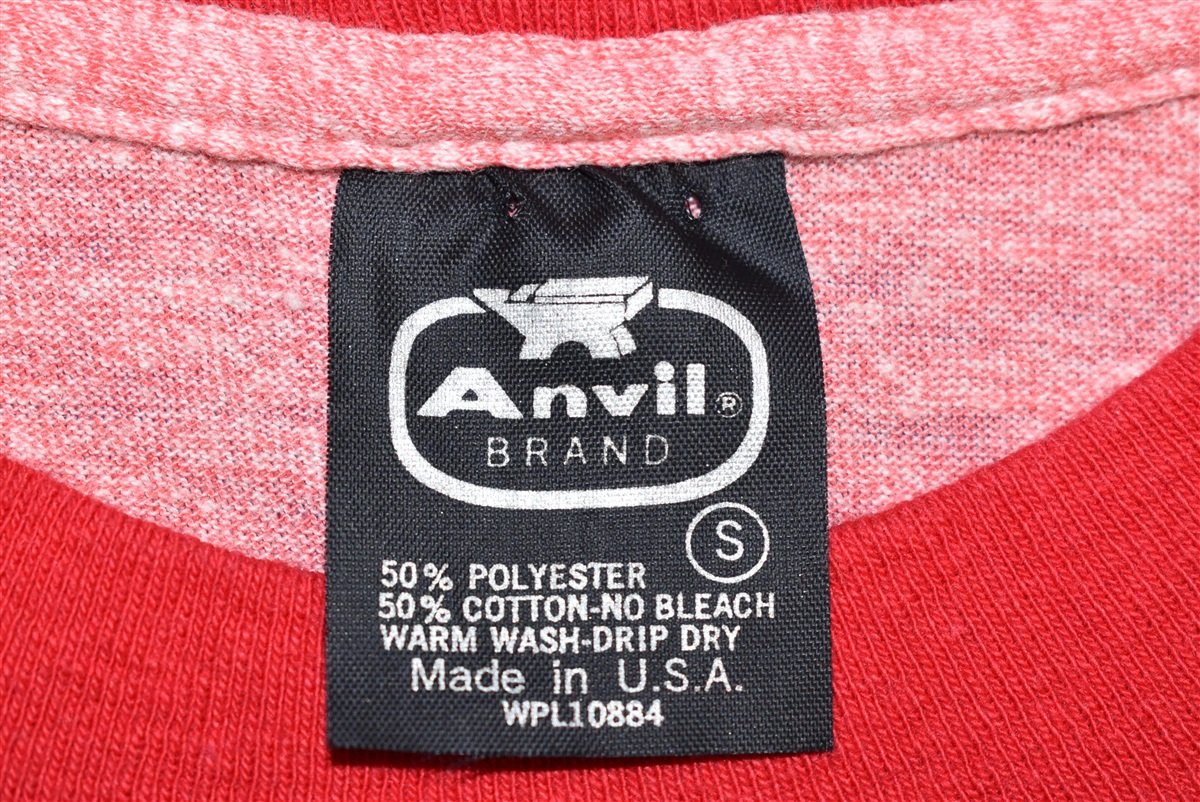 Anvil®
BRAND
S
50% POLYESTER
50% COTTON-NO BLEACH
WARM WASH-DRIP DRY
Made in U.S.A.
WPL10884